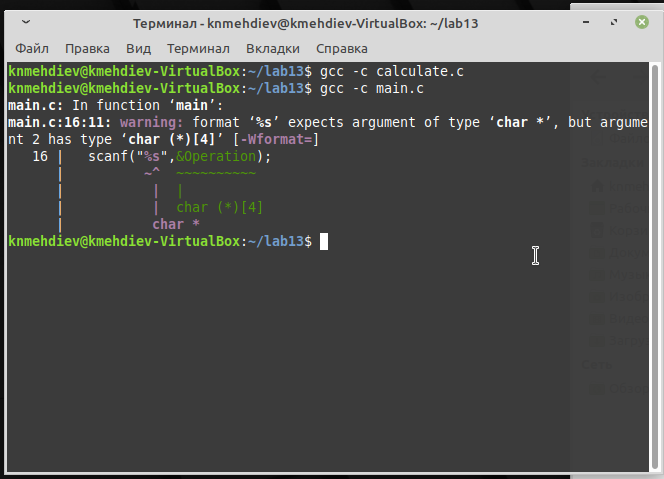 Терминал - knmehdiev@kmehdiev-VirtualBox: ~/lab13
Файл Правка Вид Терминал Вкладки Справка
knmehdiev@kmehdiev-VirtualBox:~/lab13$ gcc -c calculate.c
knmehdiev@kmehdiev-VirtualBox:~/lab13$ gcc -c main.c
main.c: In function ‘main’:
main.c:16:11: warning: format ‘%s’ expects argument of type ‘char *’, but argume
nt 2 has type ‘char (*)[4]’ [-Wformat=]
   16 |   scanf("%s",&Operation);
      |          ~^  ~~~~~~~~~~
      |           |  |
      |           |  char (*)[4]
      |           char *
knmehdiev@kmehdiev-VirtualBox:~/lab13$
Сеть